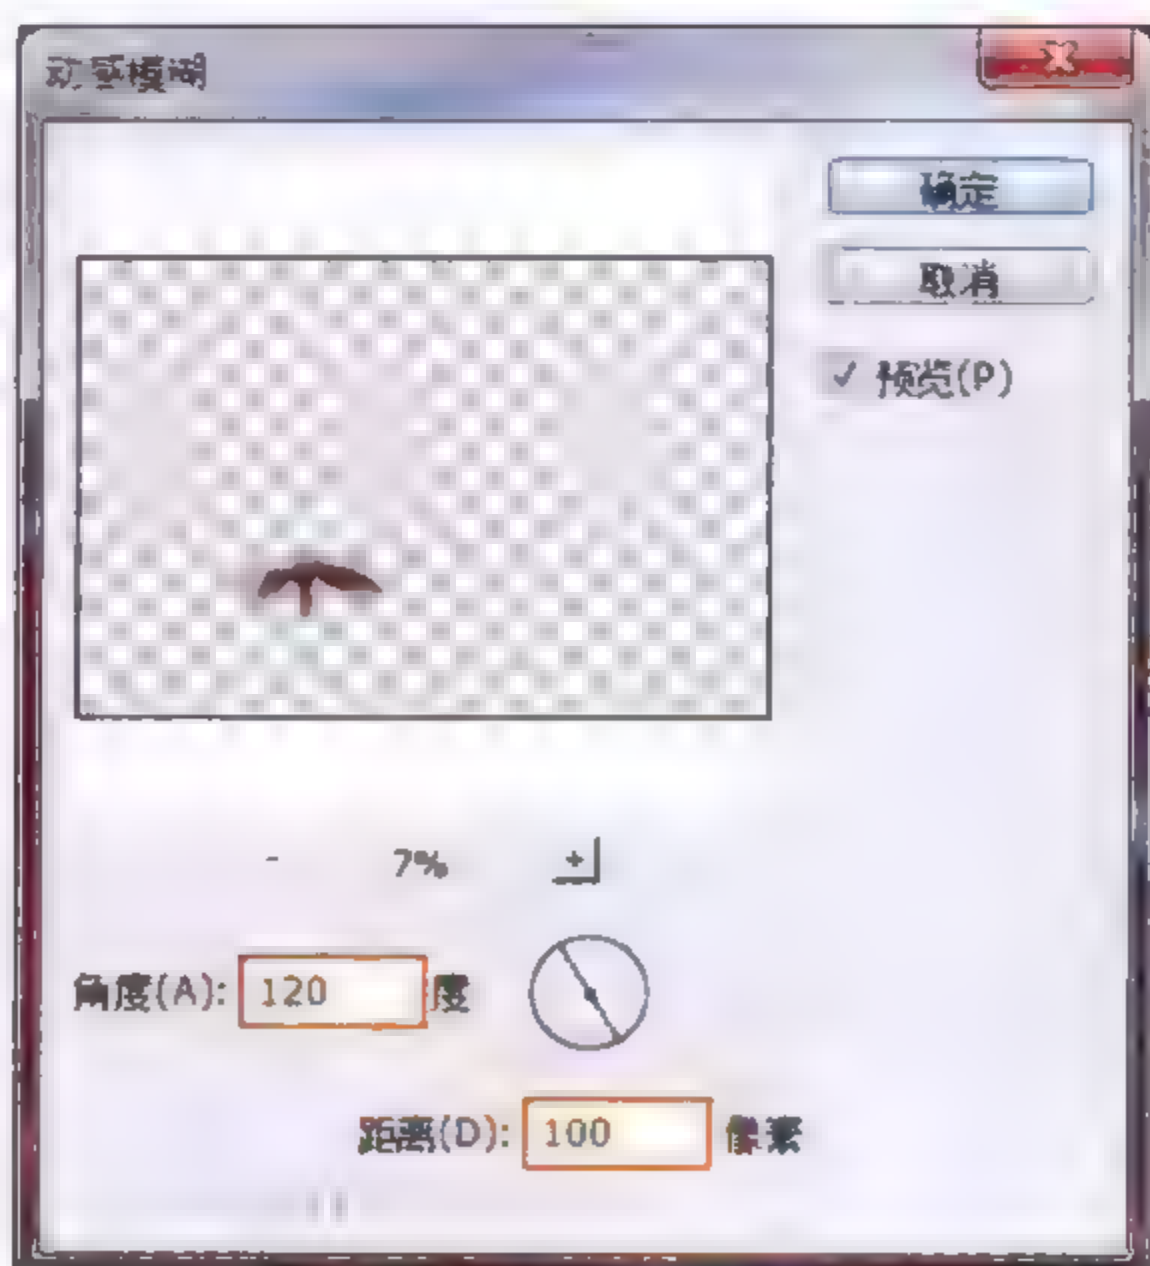 动感模糊
确定
取消
✓ 预览(P)
- 7% +
角度(A): 120 度
距离(D): 100 像素